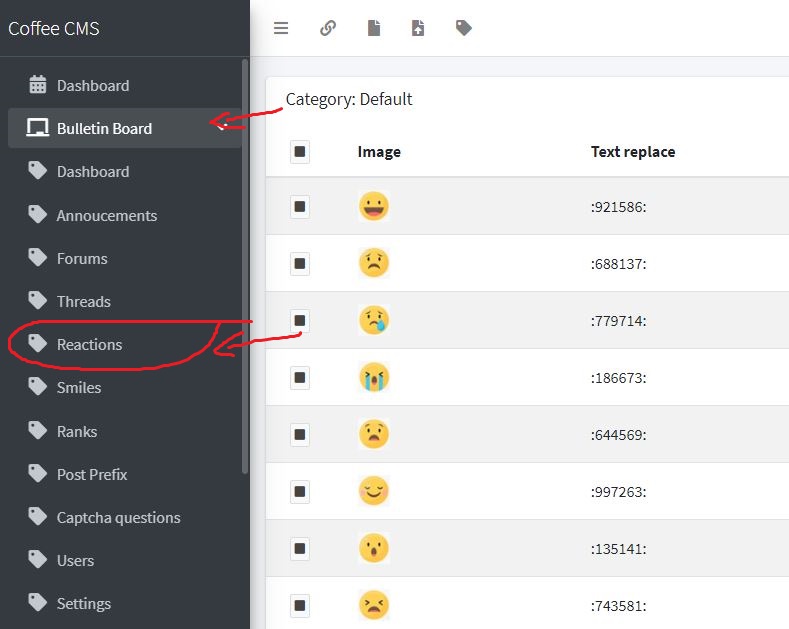 Coffee CMS
Dashboard
Bulletin Board
Dashboard
Annoucements
Forums
Threads
Reactions
Smiles
Ranks
Post Prefix
Captcha questions
Users
Settings
Category: Default
Image Text replace
:921586:
:688137:
:779714:
:186673:
:644569:
:997263:
:135141:
:743581: